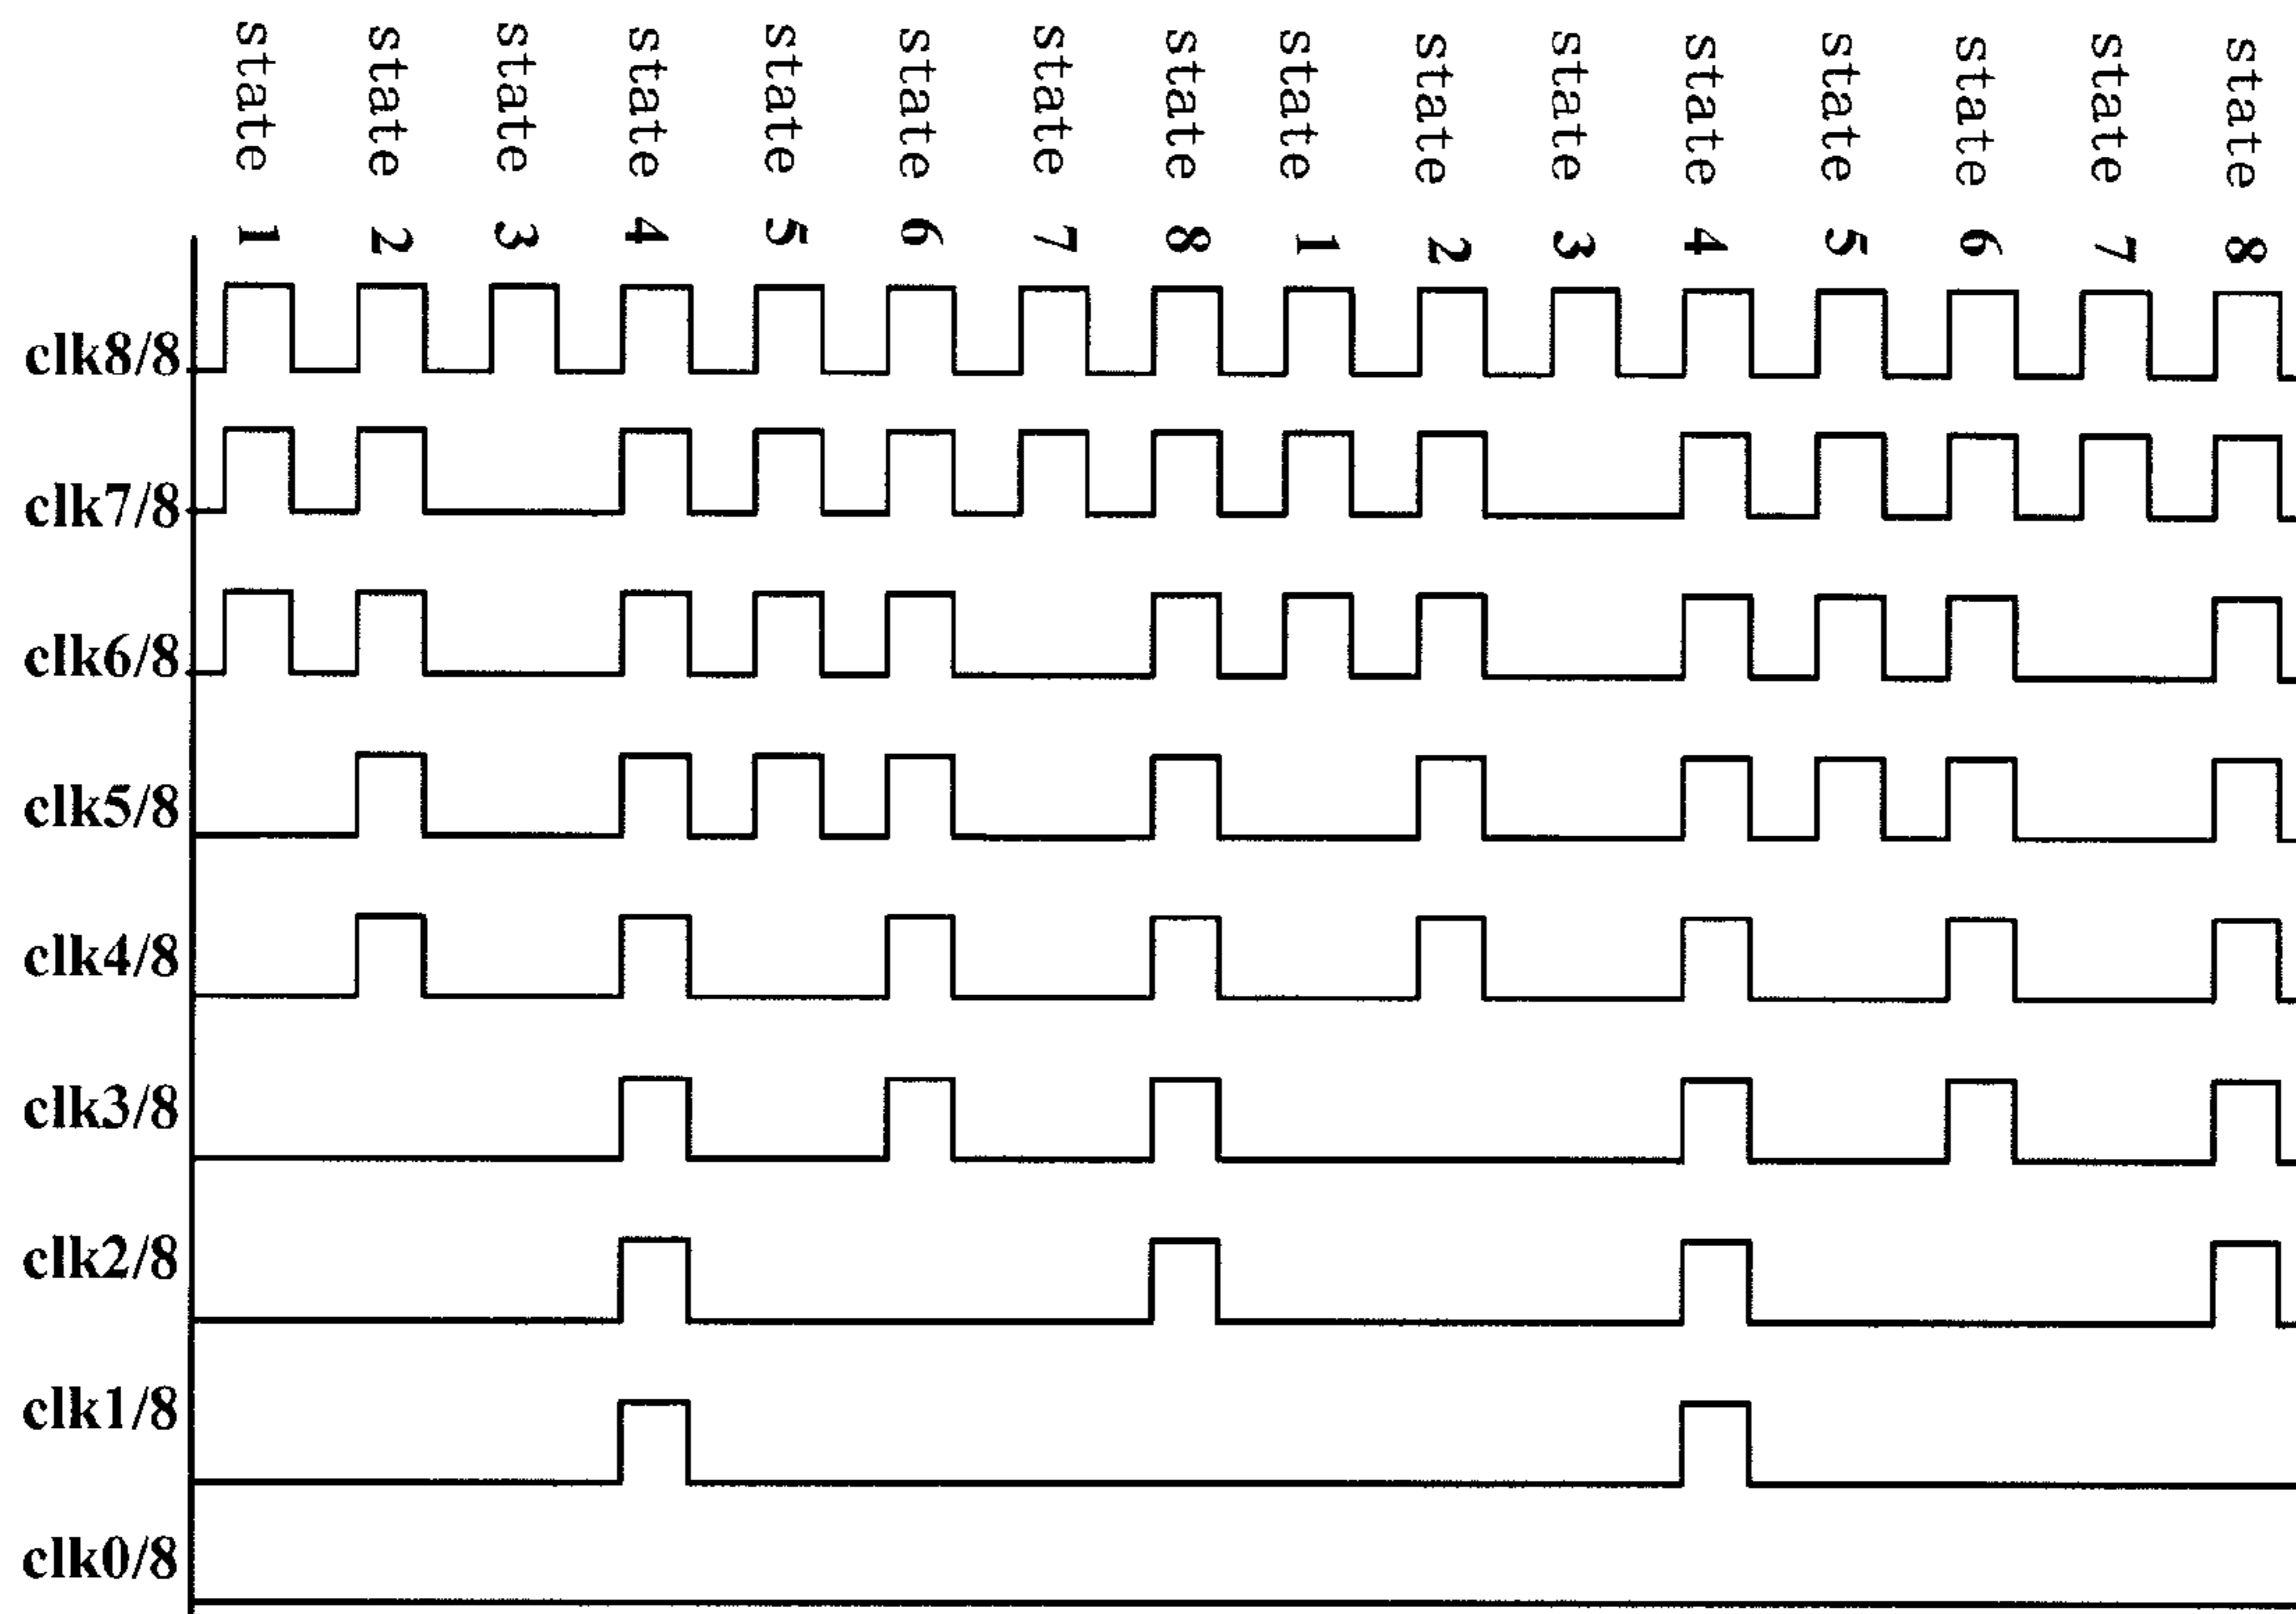 state 1
state 2
state 3
state 4
state 5
state 6
state 7
state 8
state 1
state 2
state 3
state 4
state 5
state 6
state 7
state 8
clk8/8
clk7/8
clk6/8
clk5/8
clk4/8
clk3/8
clk2/8
clk1/8
clk0/8